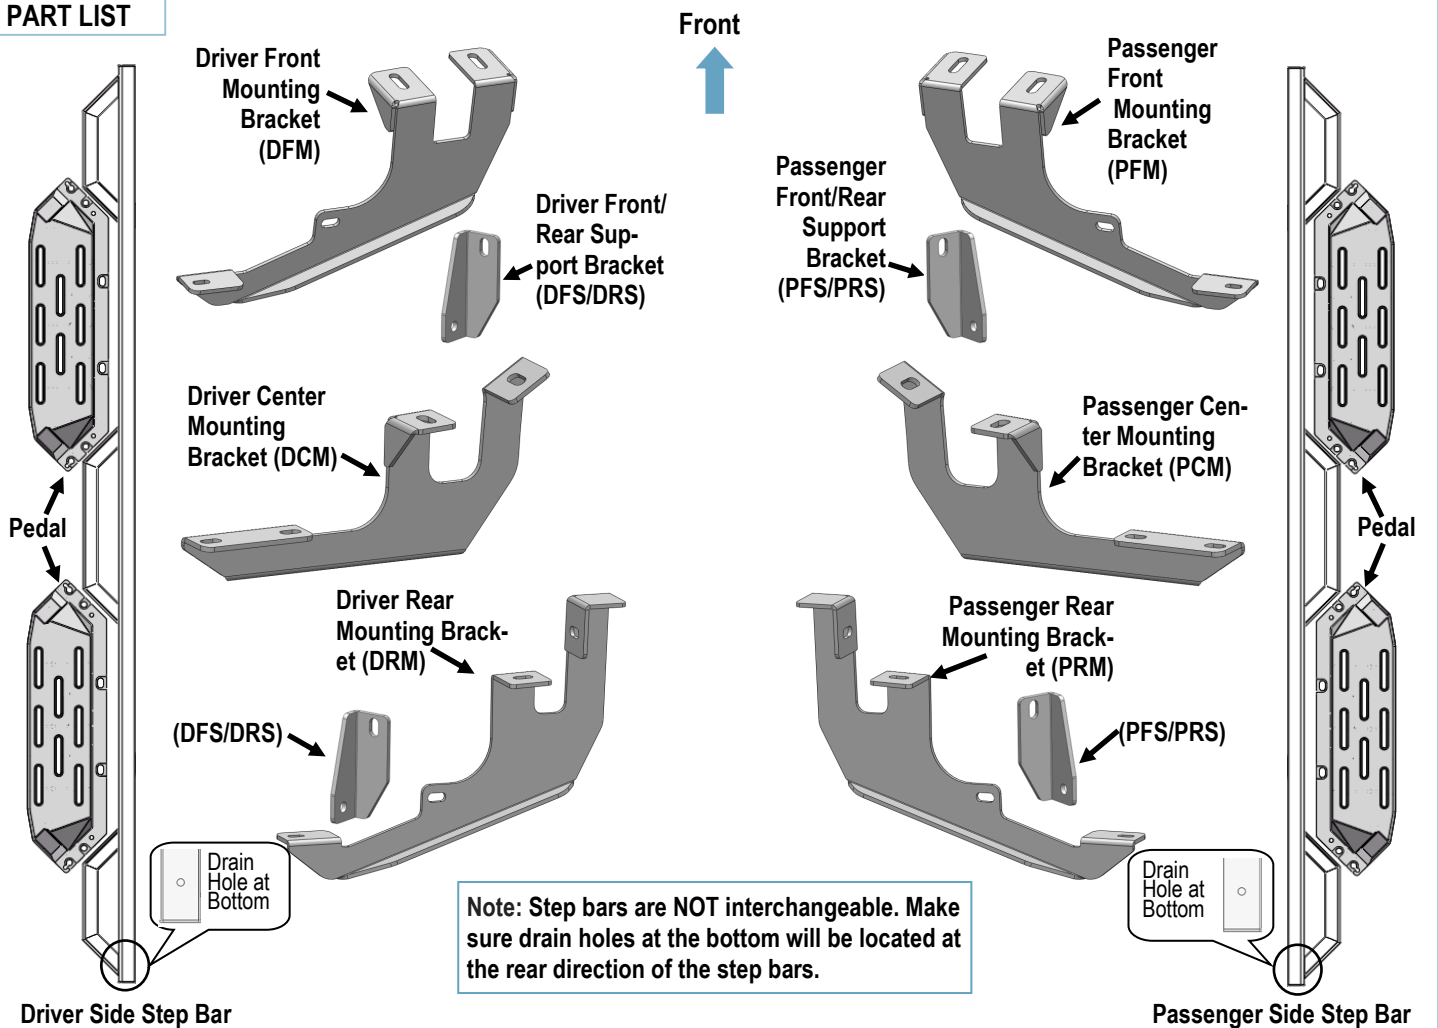 PART LIST
Front
Driver Front
Mounting
Bracket
(DFM)
Passenger
Front
Mounting
Bracket
(PFM)
Driver Front/
Rear Sup-
port Bracket
(DFS/DRS)
Passenger
Front/Rear
Support
Bracket
(PFS/PRS)
Driver Center
Mounting
Bracket (DCM)
Passenger Cen-
ter Mounting
Bracket (PCM)
Pedal
Pedal
Driver Rear
Mounting Brack-
et (DRM)
Passenger Rear
Mounting Brack-
et (PRM)
(DFS/DRS)
(PFS/PRS)
Drain
Hole at
Bottom
Drain
Hole at
Bottom
Note: Step bars are NOT interchangeable. Make
sure drain holes at the bottom will be located at
the rear direction of the step bars.
Driver Side Step Bar
Passenger Side Step Bar